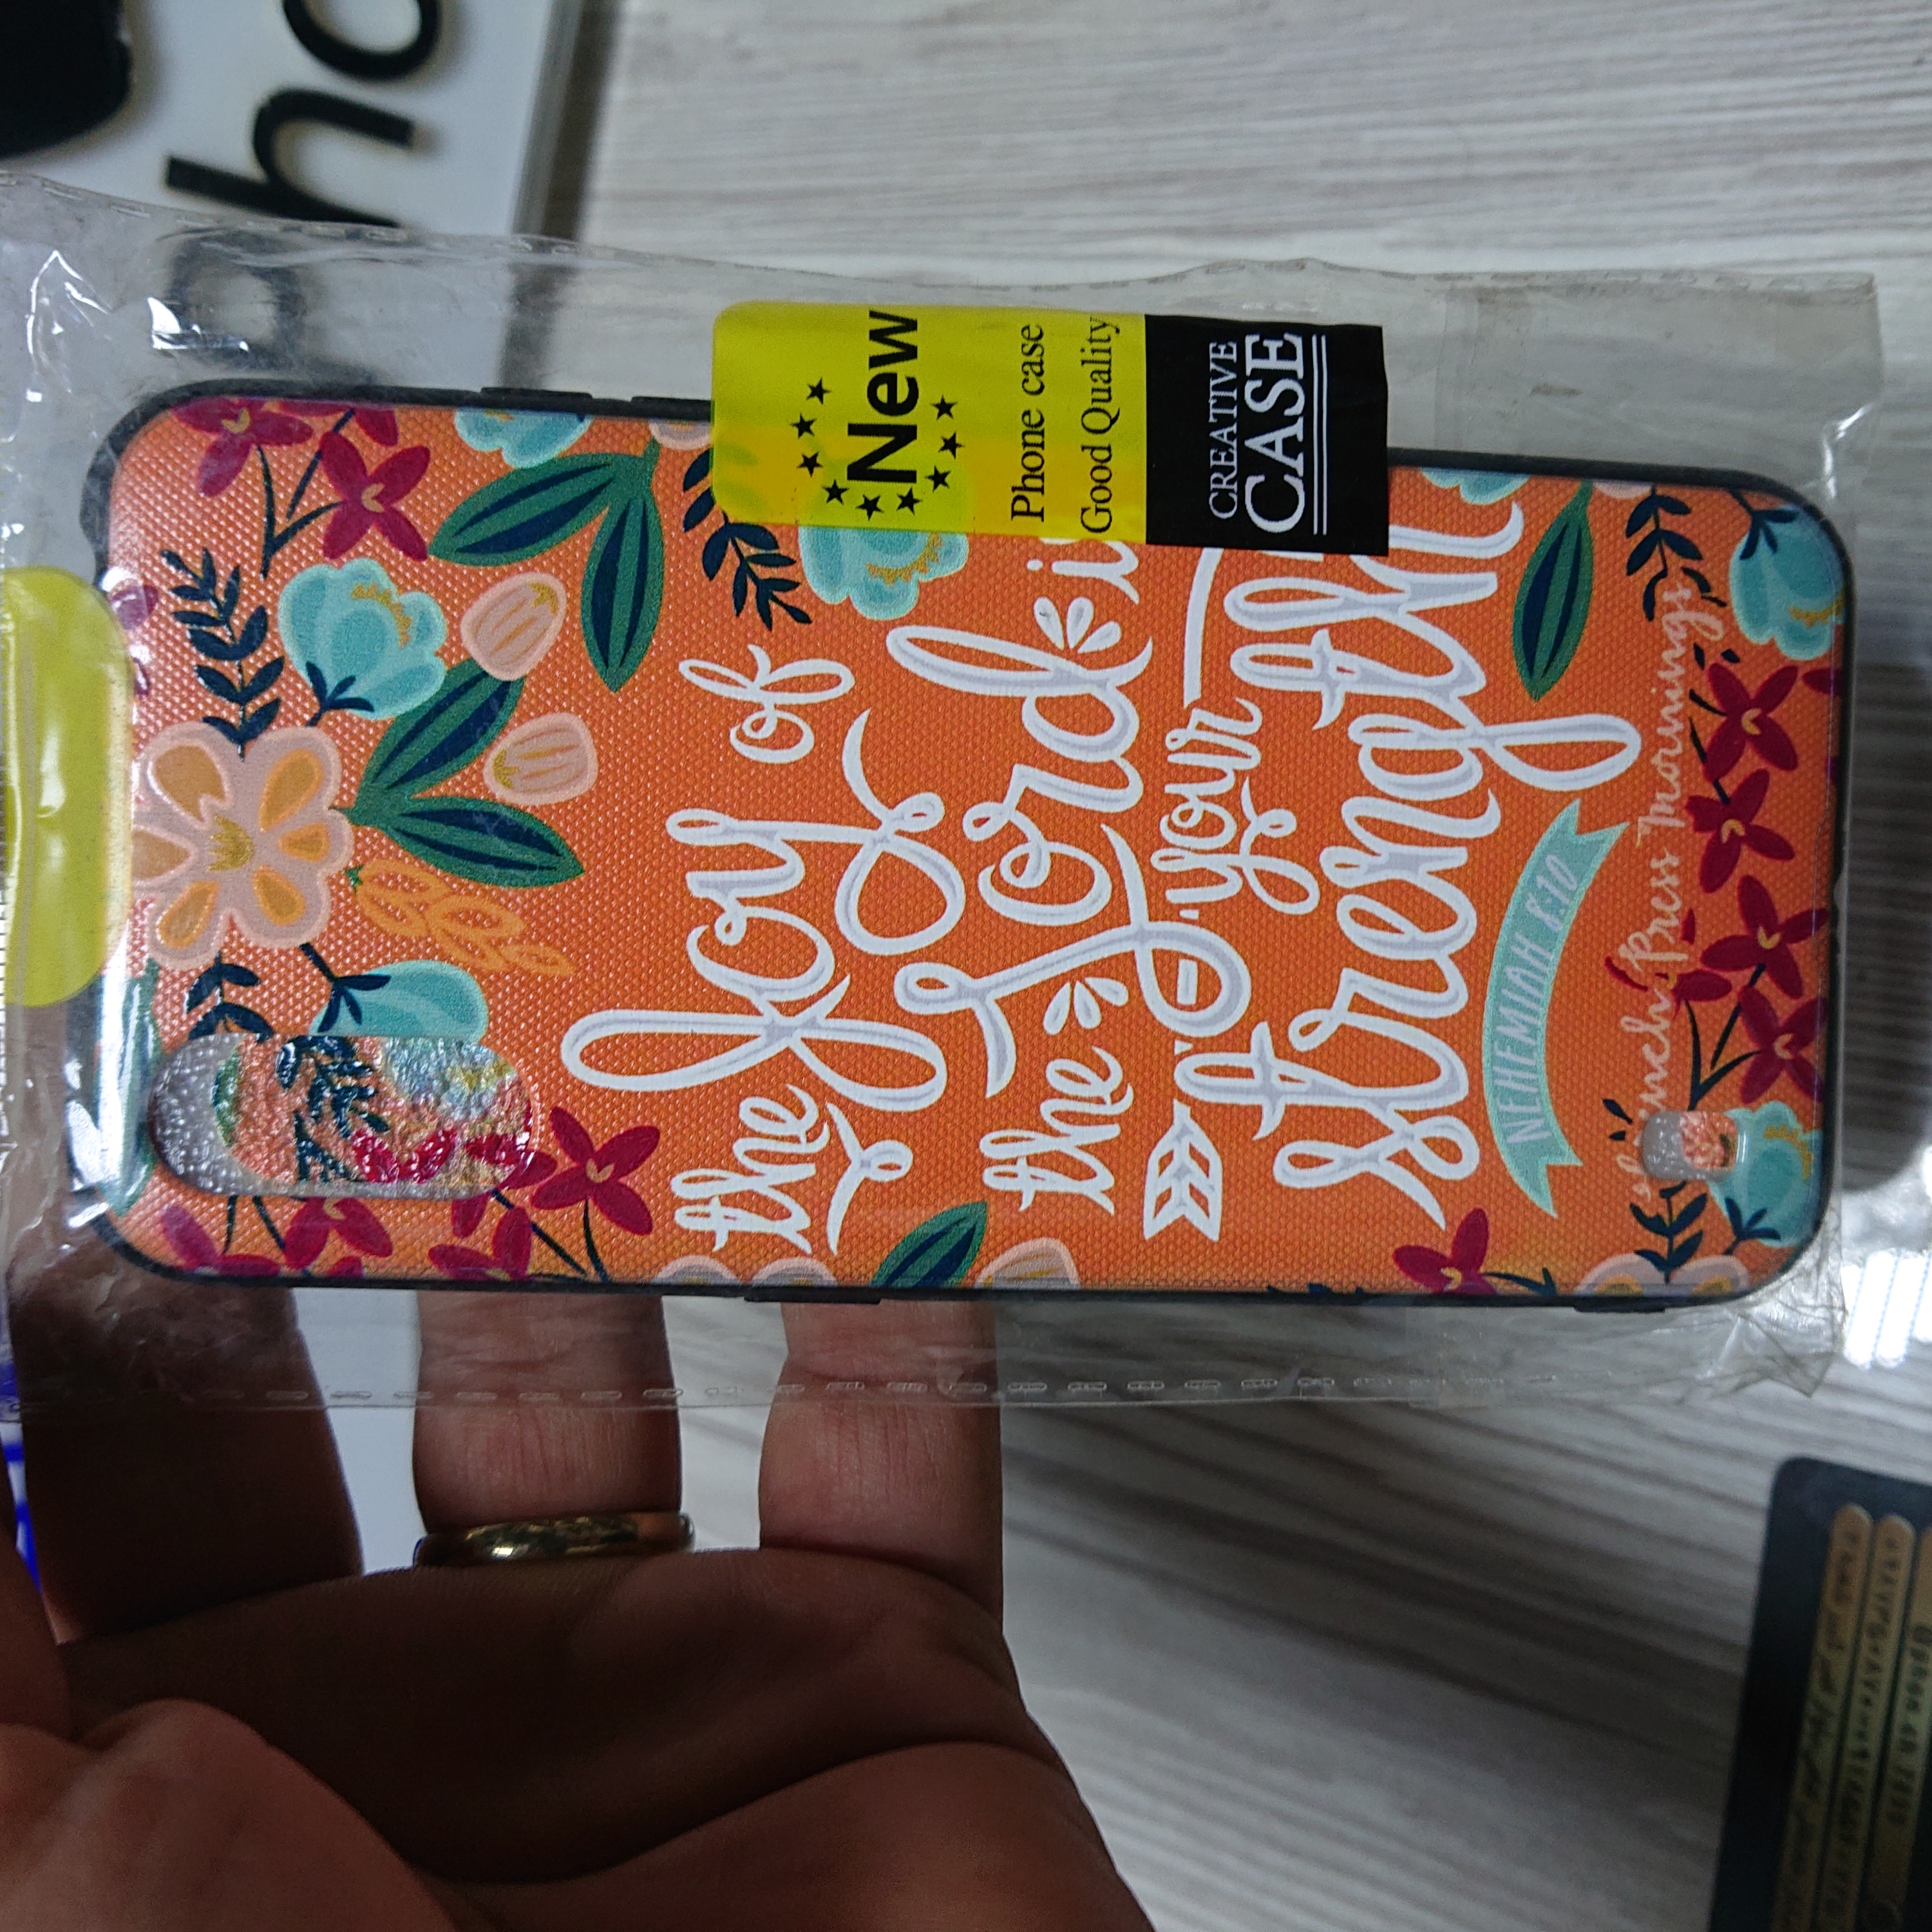 New
Phone case
Good Quality
CREATIVE
CASE
the Joy of
the Lord is
your
strength
NEHEMIAH 8:10
Press Mornings
ho